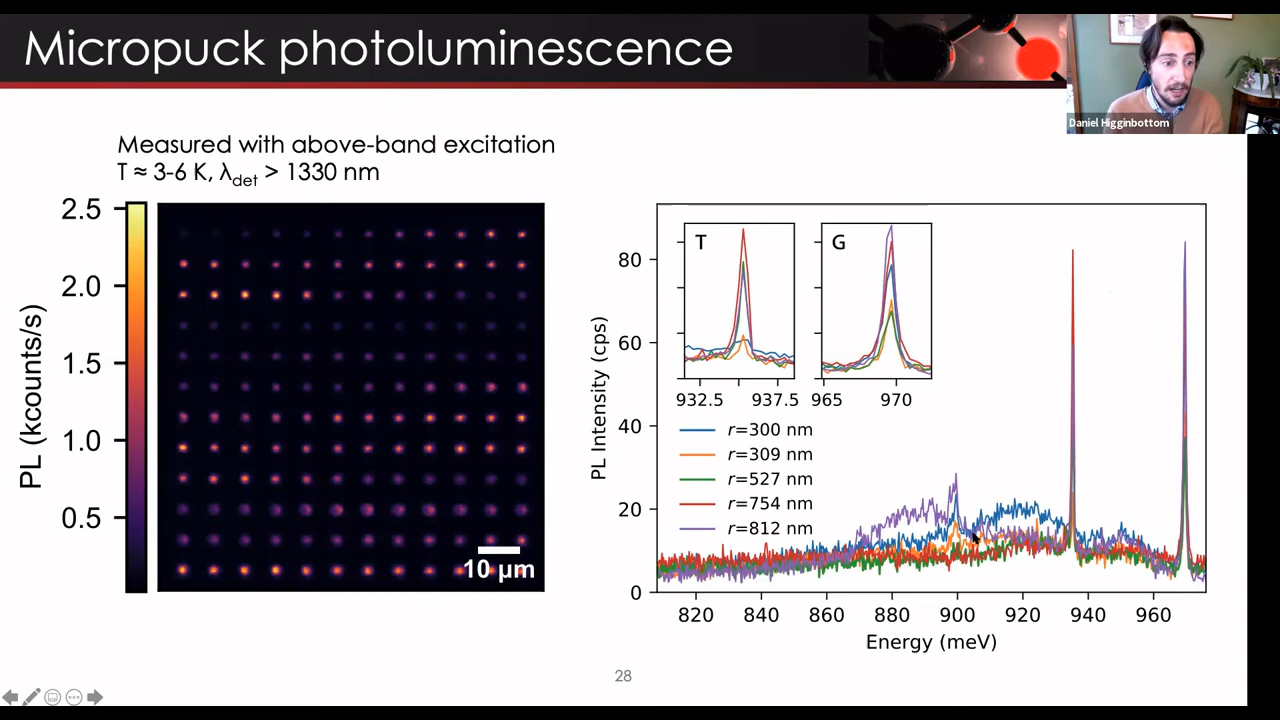 Micropuck photoluminescence
Daniel Higginbottom
Measured with above-band excitation
T ≈ 3-6 K, λdet > 1330 nm
PL (kcounts/s)
2.5
2.0
1.5
1.0
0.5
10 μm
PL Intensity (cps)
80
60
40
20
0
T
G
932.5 937.5 965 970
r=300 nm
r=309 nm
r=527 nm
r=754 nm
r=812 nm
820 840 860 880 900 920 940 960
Energy (meV)
28